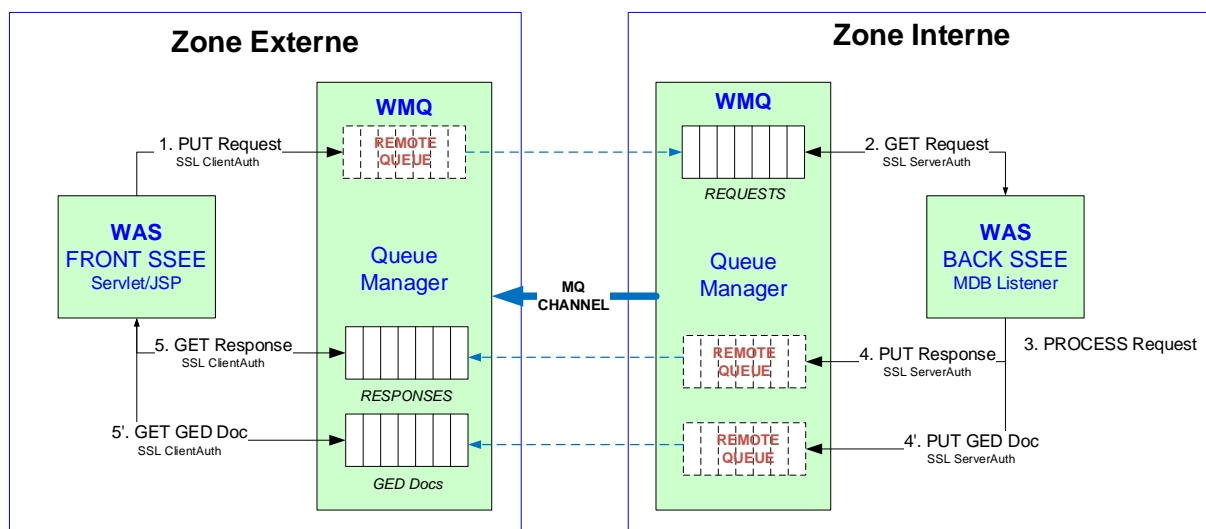 Zone Externe
WMQ
1. PUT Request
SSL ClientAuth
REMOTE
QUEUE
WAS
FRONT SSEE
Servlet/JSP
Queue
Manager
5. GET Response
SSL ClientAuth
RESPONSES
5'. GET GED Doc
SSL ClientAuth
GED Docs
MQ
CHANNEL
Zone Interne
WMQ
2. GET Request
SSL ServerAuth
REQUESTS
WAS
BACK SSEE
MDB Listener
Queue
Manager
3. PROCESS Request
REMOTE
QUEUE
4. PUT Response
SSL ServerAuth
REMOTE
QUEUE
4'. PUT GED Doc
SSL ServerAuth